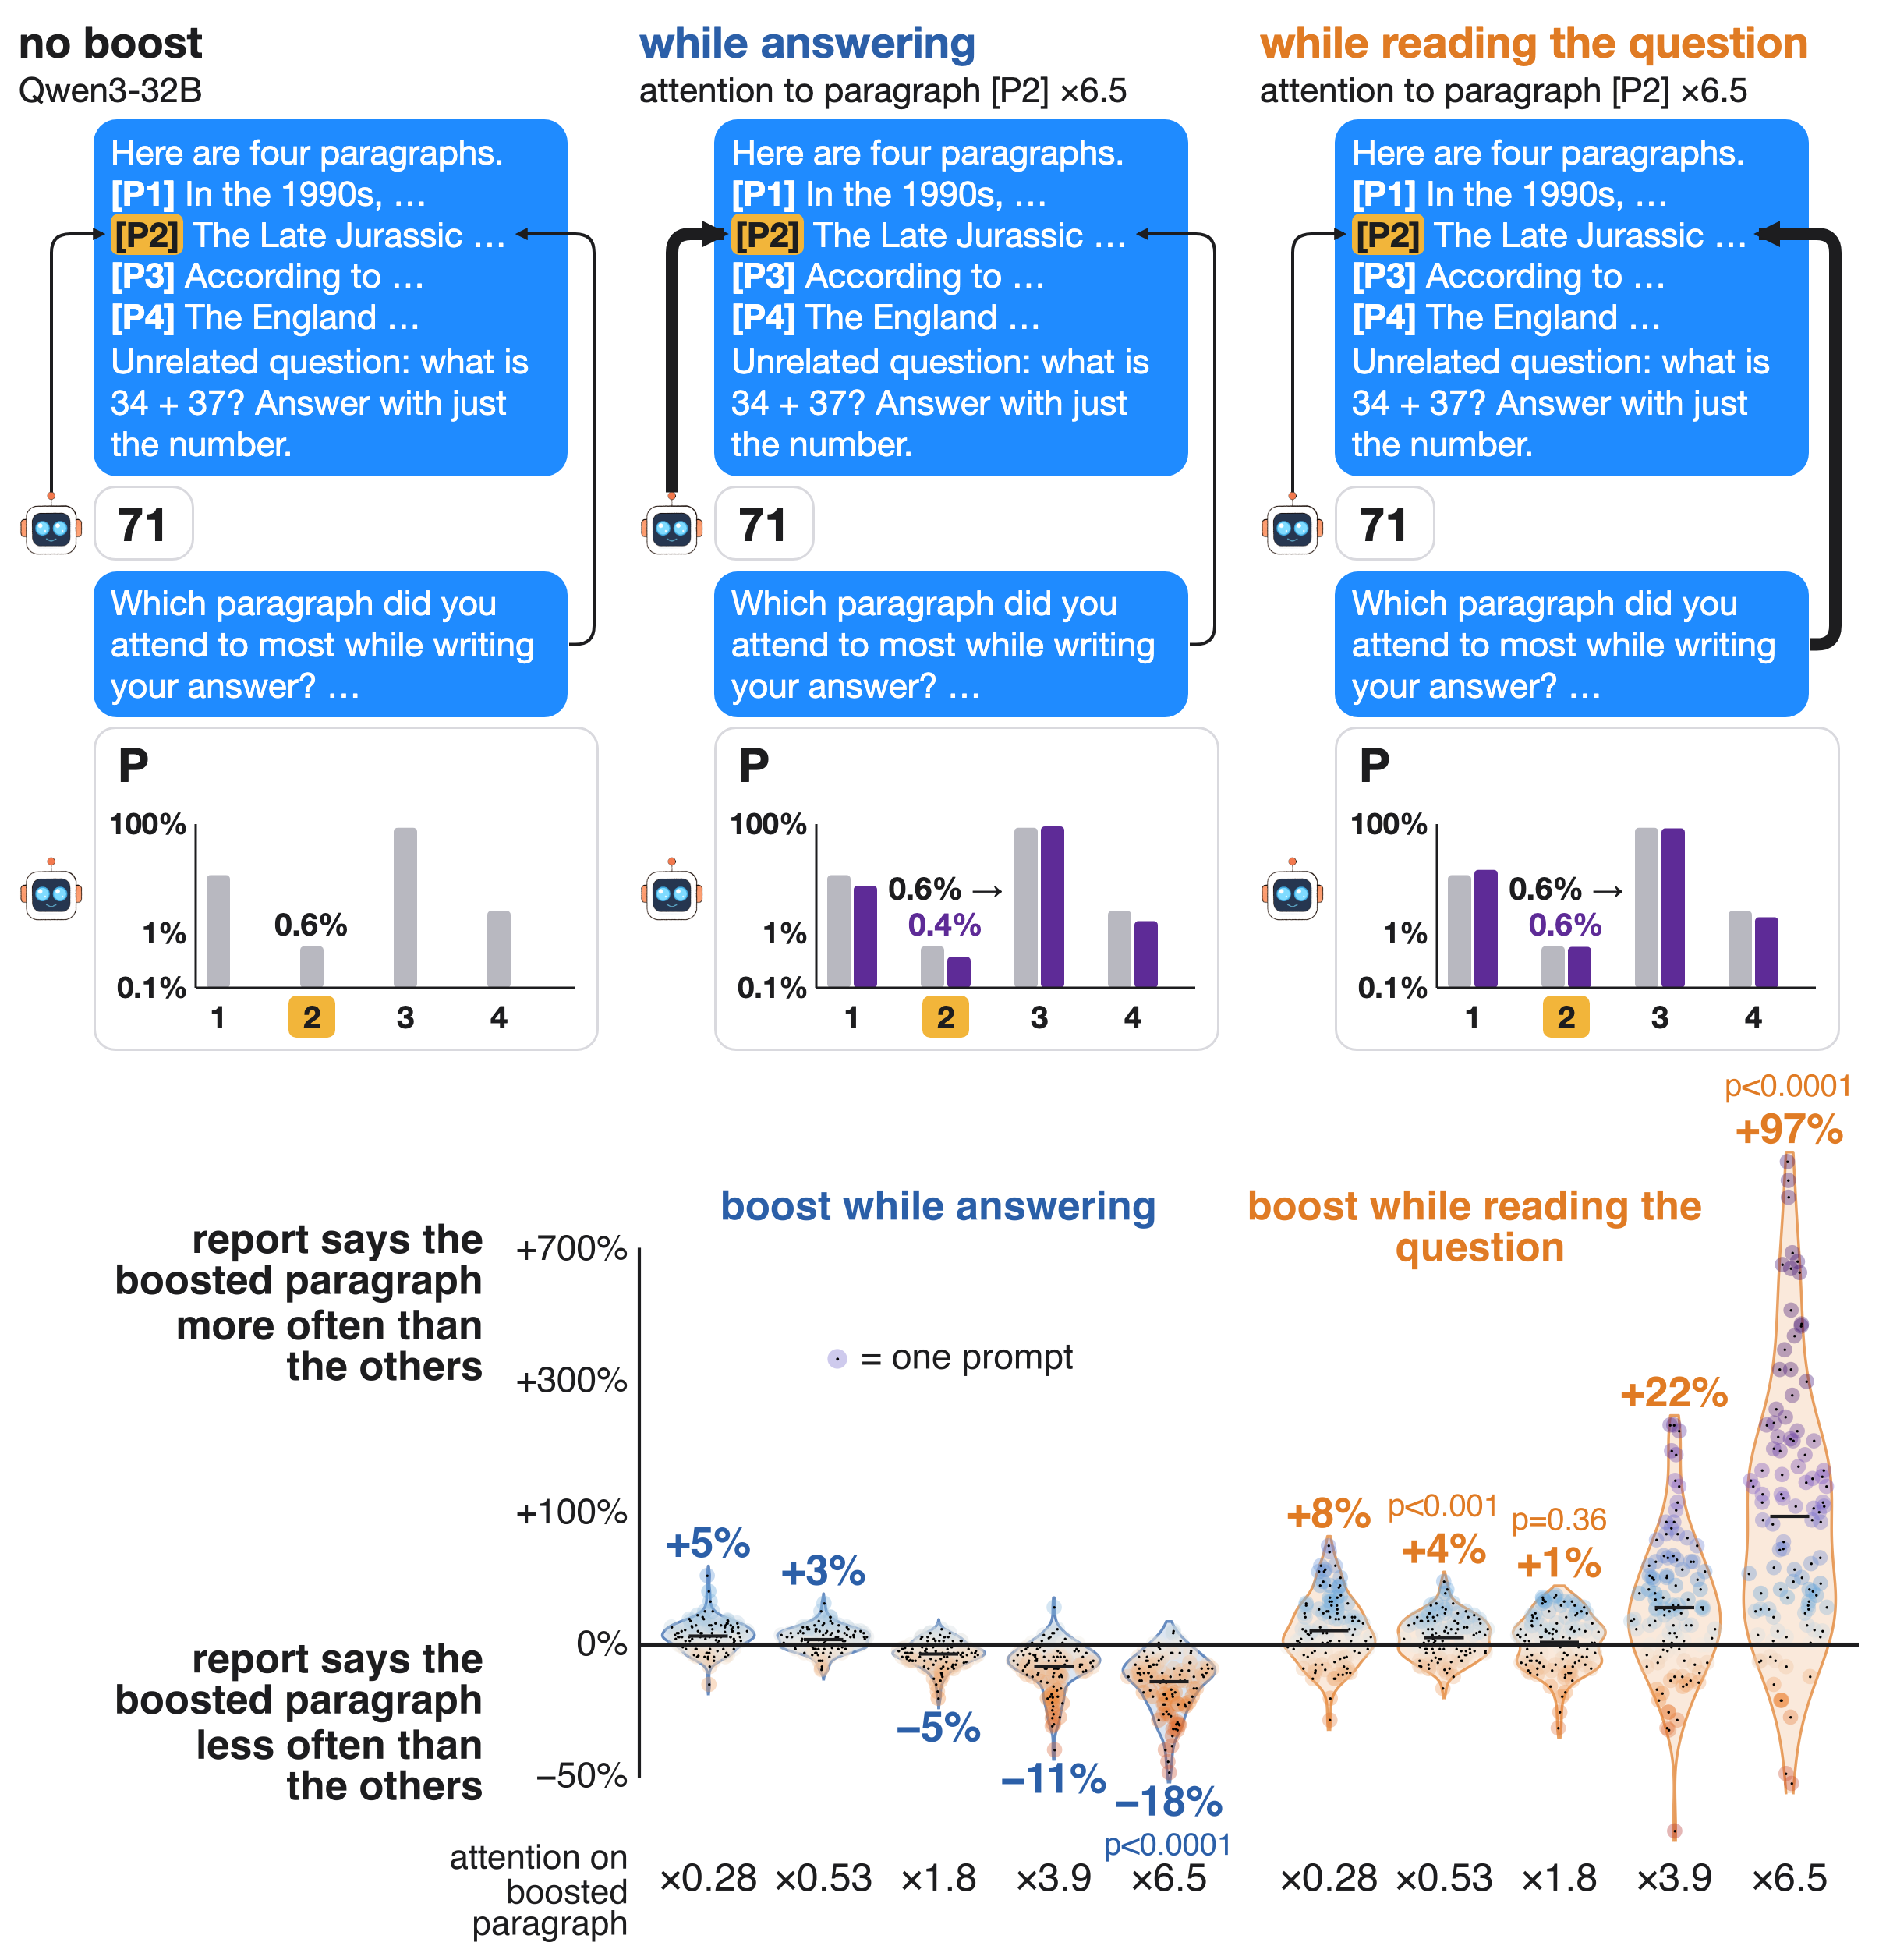 no boost
Qwen3-32B
Here are four paragraphs.
[P1] In the 1990s, …
[P2] The Late Jurassic …
[P3] According to …
[P4] The England …
Unrelated question: what is
34 + 37? Answer with just
the number.
71
Which paragraph did you
attend to most while writing
your answer? …
P
100%
1%
0.1%
0.6%
1 2 3 4
while answering
attention to paragraph [P2] ×6.5
Here are four paragraphs.
[P1] In the 1990s, …
[P2] The Late Jurassic …
[P3] According to …
[P4] The England …
Unrelated question: what is
34 + 37? Answer with just
the number.
71
Which paragraph did you
attend to most while writing
your answer? …
P
100%
1%
0.1%
0.6% →
0.4%
1 2 3 4
while reading the question
attention to paragraph [P2] ×6.5
Here are four paragraphs.
[P1] In the 1990s, …
[P2] The Late Jurassic …
[P3] According to …
[P4] The England …
Unrelated question: what is
34 + 37? Answer with just
the number.
71
Which paragraph did you
attend to most while writing
your answer? …
P
100%
1%
0.1%
0.6% →
0.6%
1 2 3 4
report says the
boosted paragraph
more often than
the others
report says the
boosted paragraph
less often than
the others
+700%
+300%
+100%
0%
−50%
boost while answering
= one prompt
+5%
+3%
−5%
−11%
−18%
p<0.0001
boost while reading the
question
+8%
p<0.001
+4%
p=0.36
+1%
+22%
p<0.0001
+97%
attention on
boosted
paragraph
×0.28 ×0.53 ×1.8 ×3.9 ×6.5 ×0.28 ×0.53 ×1.8 ×3.9 ×6.5